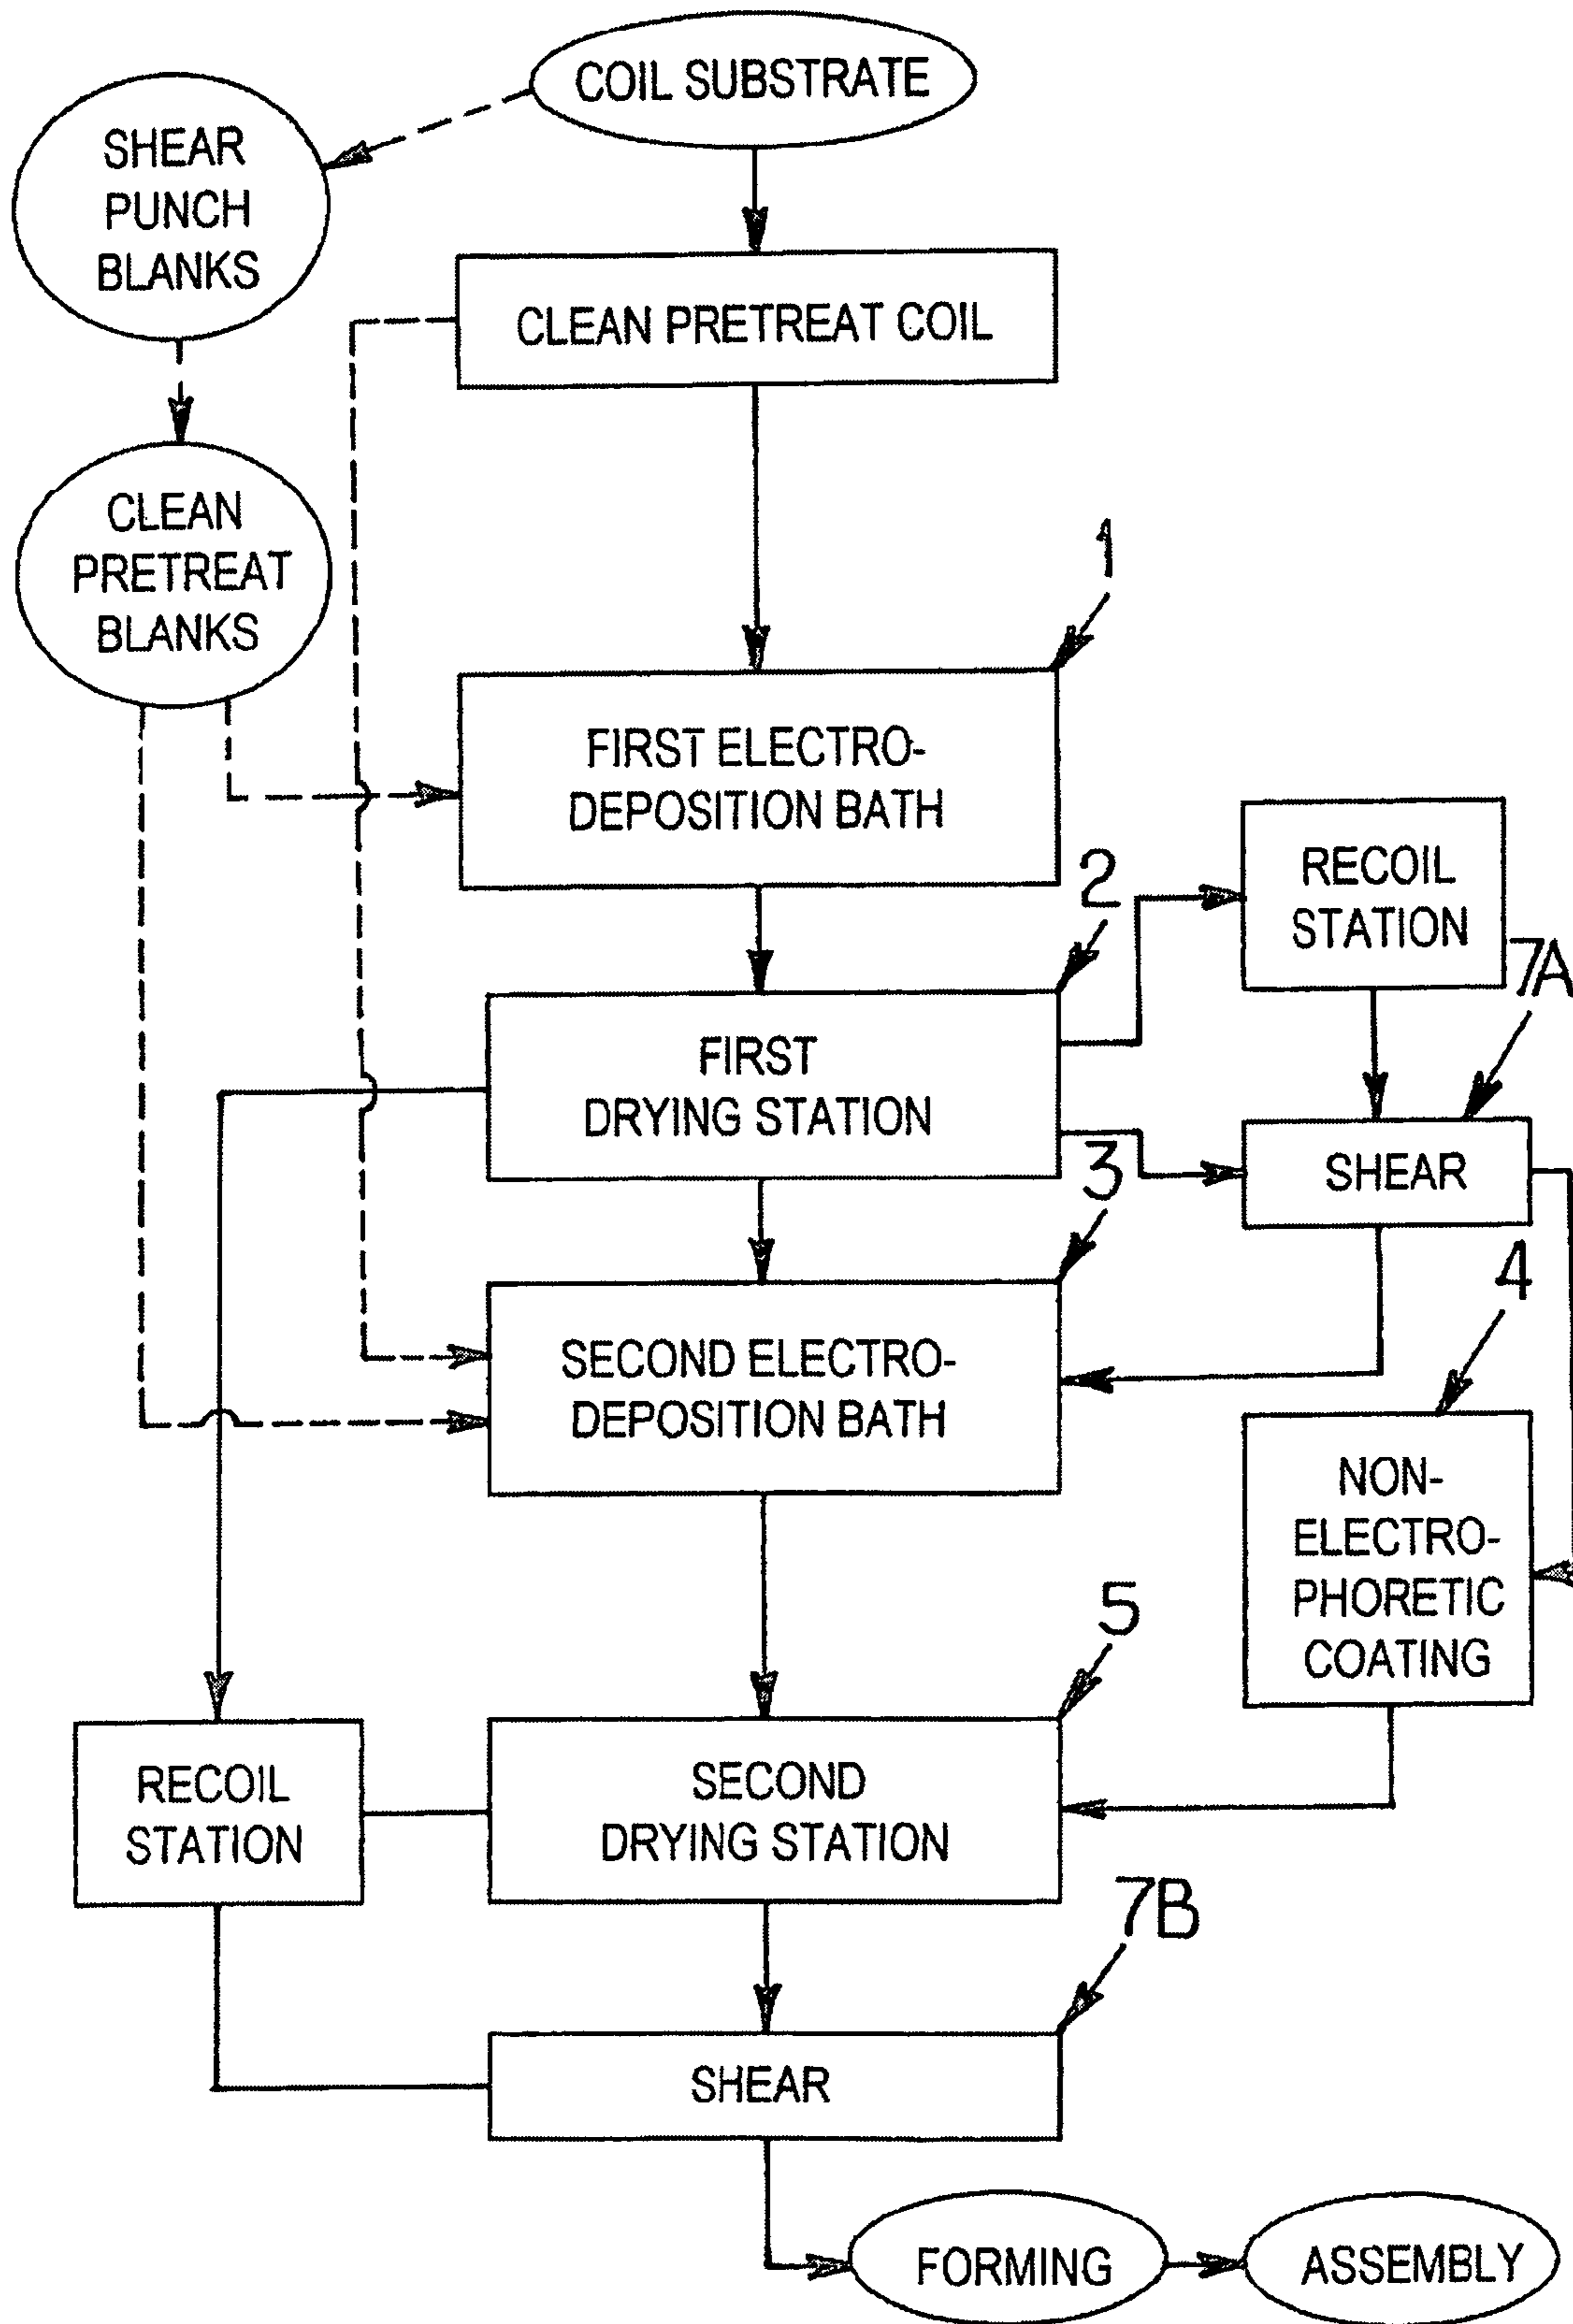 COIL SUBSTRATE
SHEAR
PUNCH
BLANKS
CLEAN PRETREAT COIL
CLEAN
PRETREAT
BLANKS
1
FIRST ELECTRO-
DEPOSITION BATH
2
RECOIL
STATION
7A
FIRST
DRYING STATION
SHEAR
3
4
SECOND ELECTRO-
DEPOSITION BATH
NON-
ELECTRO-
PHORETIC
COATING
5
RECOIL
STATION
SECOND
DRYING STATION
7B
SHEAR
FORMING
ASSEMBLY